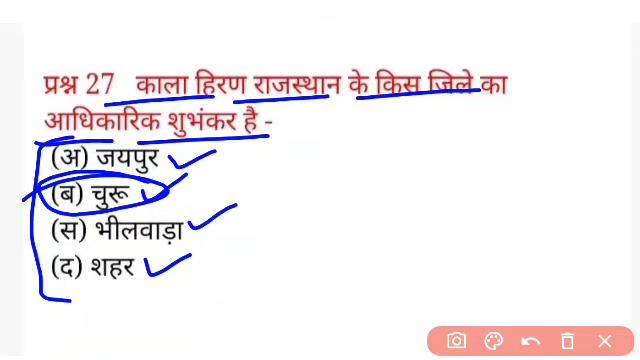 प्रश्न 27 काला हिरण राजस्थान के किस जिले का
आधिकारिक शुभंकर है -
(अ) जयपुर
(ब) चुरू
(स) भीलवाड़ा
(द) शहर